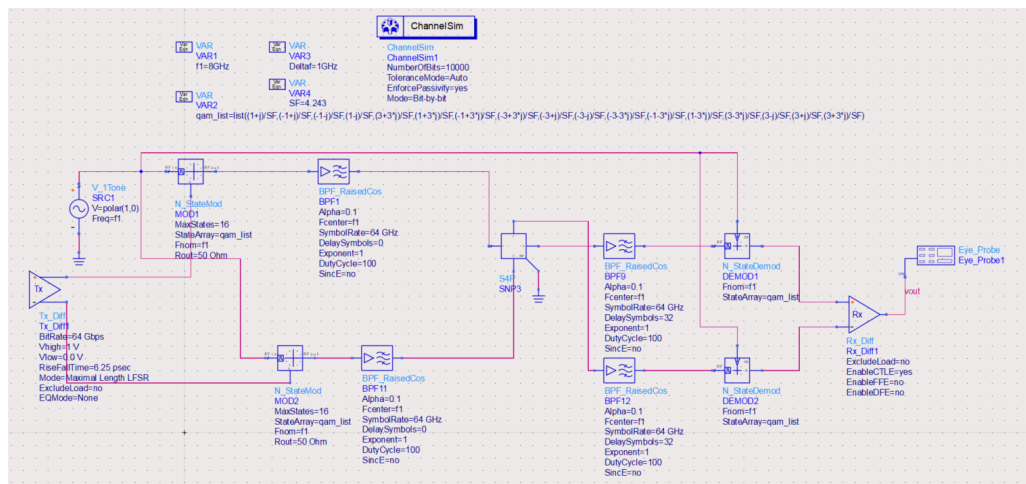 ChannelSim
Var Eqn
VAR
VAR1
f1=8GHz
Var Eqn
VAR
VAR3
Deltaf=1GHz
Var Eqn
VAR
VAR4
SF=4.243
Var Eqn
VAR
VAR2
qam_list=list((1+j)/SF,(-1+j)/SF,(-1-j)/SF,(1-j)/SF,(3+3*j)/SF,(1+3*j)/SF,(-1+3*j)/SF,(-3+3*j)/SF,(-3+j)/SF,(-3-j)/SF,(-3-3*j)/SF,(-1-3*j)/SF,(1-3*j)/SF,(3-3*j)/SF,(3-j)/SF,(3+j)/SF,(3+3*j)/SF)
ChannelSim
ChannelSim1
NumberOfBits=10000
ToleranceMode=Auto
EnforcePassivity=yes
Mode=Bit-by-bit
V_1Tone
SRC1
V=polar(1,0)
Freq=f1
N_StateMod
MOD1
MaxStates=16
StateArray=qam_list
Fnom=f1
Rout=50 Ohm
BPF_RaisedCos
BPF1
Alpha=0.1
Fcenter=f1
SymbolRate=64 GHz
DelaySymbols=0
Exponent=1
DutyCycle=100
SincE=no
Tx
Tx_Diff
Tx_Diff1
BitRate=64 Gbps
Vhigh=1 V
Vlow=0.0 V
RiseFallTime=6.25 psec
Mode=Maximal Length LFSR
ExcludeLoad=no
EQMode=None
N_StateMod
MOD2
MaxStates=16
StateArray=qam_list
Fnom=f1
Rout=50 Ohm
BPF_RaisedCos
BPF11
Alpha=0.1
Fcenter=f1
SymbolRate=64 GHz
DelaySymbols=0
Exponent=1
DutyCycle=100
SincE=no
S4P
SNP3
BPF_RaisedCos
BPF9
Alpha=0.1
Fcenter=f1
SymbolRate=64 GHz
DelaySymbols=32
Exponent=1
DutyCycle=100
SincE=no
BPF_RaisedCos
BPF12
Alpha=0.1
Fcenter=f1
SymbolRate=64 GHz
DelaySymbols=32
Exponent=1
DutyCycle=100
SincE=no
N_StateDemod
DEMOD1
Fnom=f1
StateArray=qam_list
N_StateDemod
DEMOD2
Fnom=f1
StateArray=qam_list
Rx
Rx_Diff
Rx_Diff1
ExcludeLoad=no
EnableCTLE=yes
EnableFFE=no
EnableDFE=no
vout
Eye_Probe
Eye_Probe1